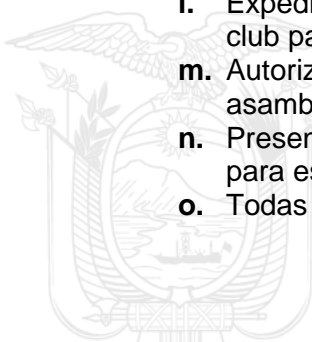 Expedi
club pa
m. Autoriz
asamb
n. Presen
para es
o. Todas